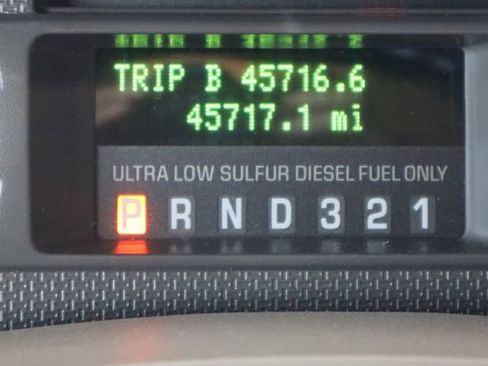 TRIP B 45716.6
45717.1 mi
ULTRA LOW SULFUR DIESEL FUEL ONLY
P R N D 3 2 1